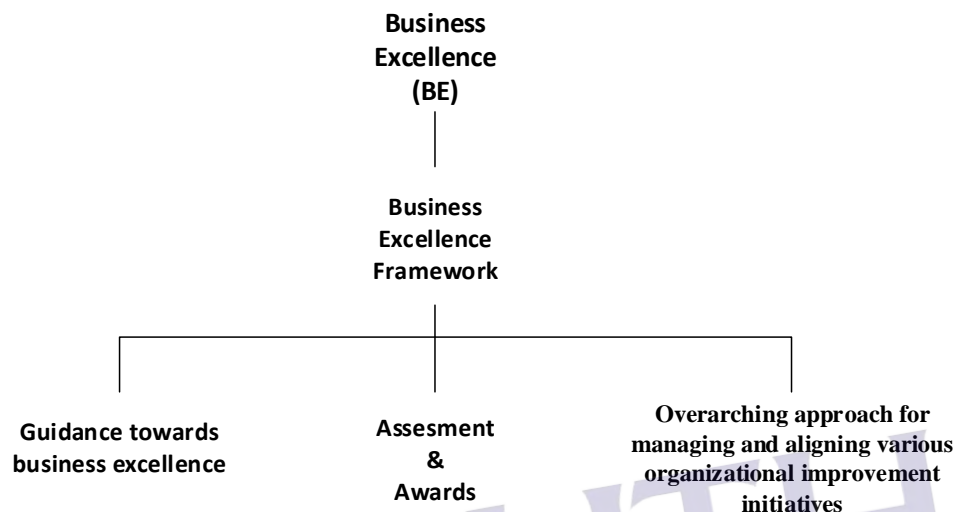 Business
Excellence
(BE)
Business
Excellence
Framework
Guidance towards
business excellence
Assesment
&
Awards
Overarching approach for
managing and aligning various
organizational improvement
initiatives